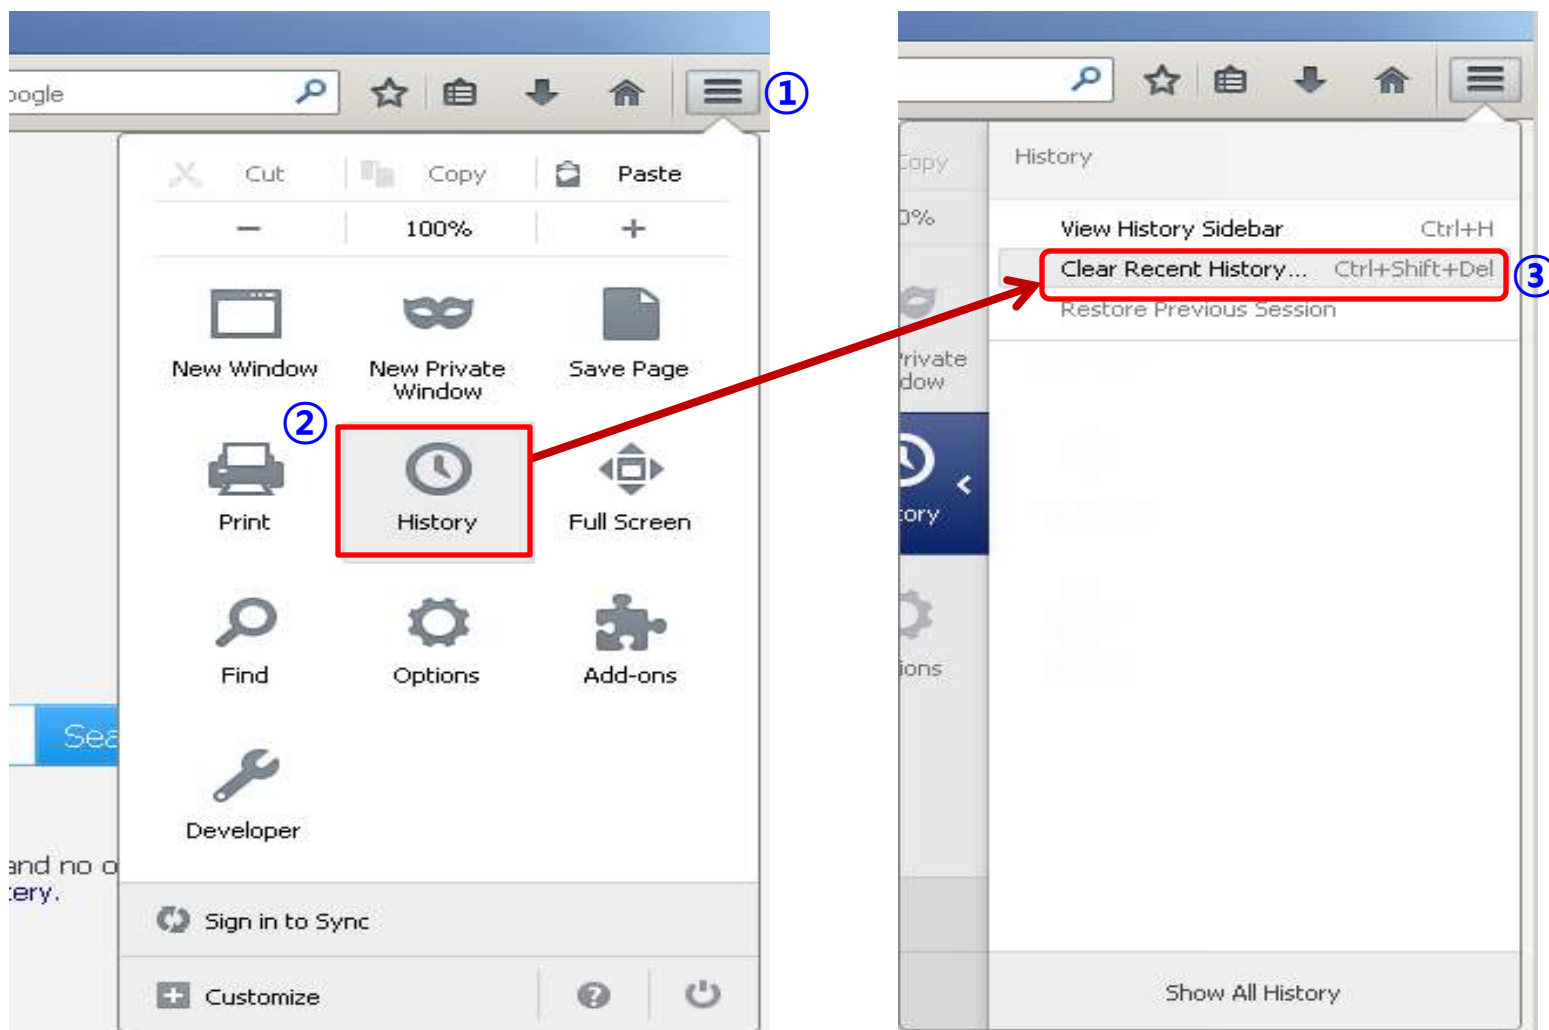 oogle
①
Cut Copy Paste
100%
New Window New Private Window Save Page
②
Print History Full Screen
Find Options Add-ons
Developer
Sea
and no o
tery.
Sign in to Sync
Customize
Copy
0%
Private
dow
tory
ions
History
View History Sidebar Ctrl+H
Clear Recent History... Ctrl+Shift+Del
③
Restore Previous Session
Show All History